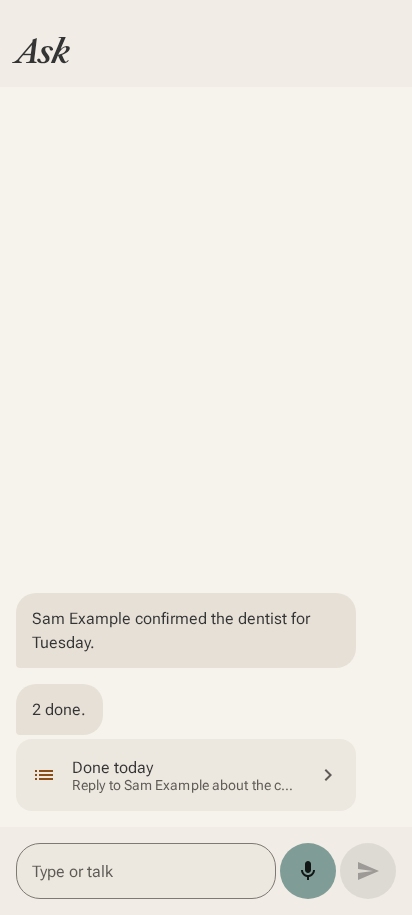 Ask
Sam Example confirmed the dentist for
Tuesday.
2 done.
Done today
Reply to Sam Example about the c...
Type or talk